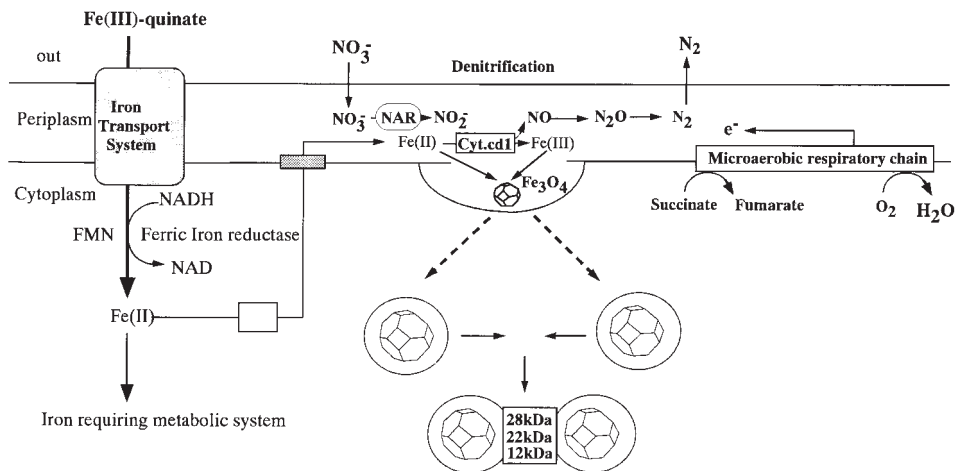 Fe(III)-quinate
out
NO3-
N2
Denitrification
Periplasm
Iron
Transport
System
NO3- NAR NO2-
NO N2O N2
e-
Fe(II) Cyt.cd1 Fe(III)
Microaerobic respiratory chain
Cytoplasm
Fe3O4
Succinate Fumarate
O2 H2O
NADH
FMN Ferric Iron reductase
NAD
Fe(II)
Iron requiring metabolic system
28kDa
22kDa
12kDa